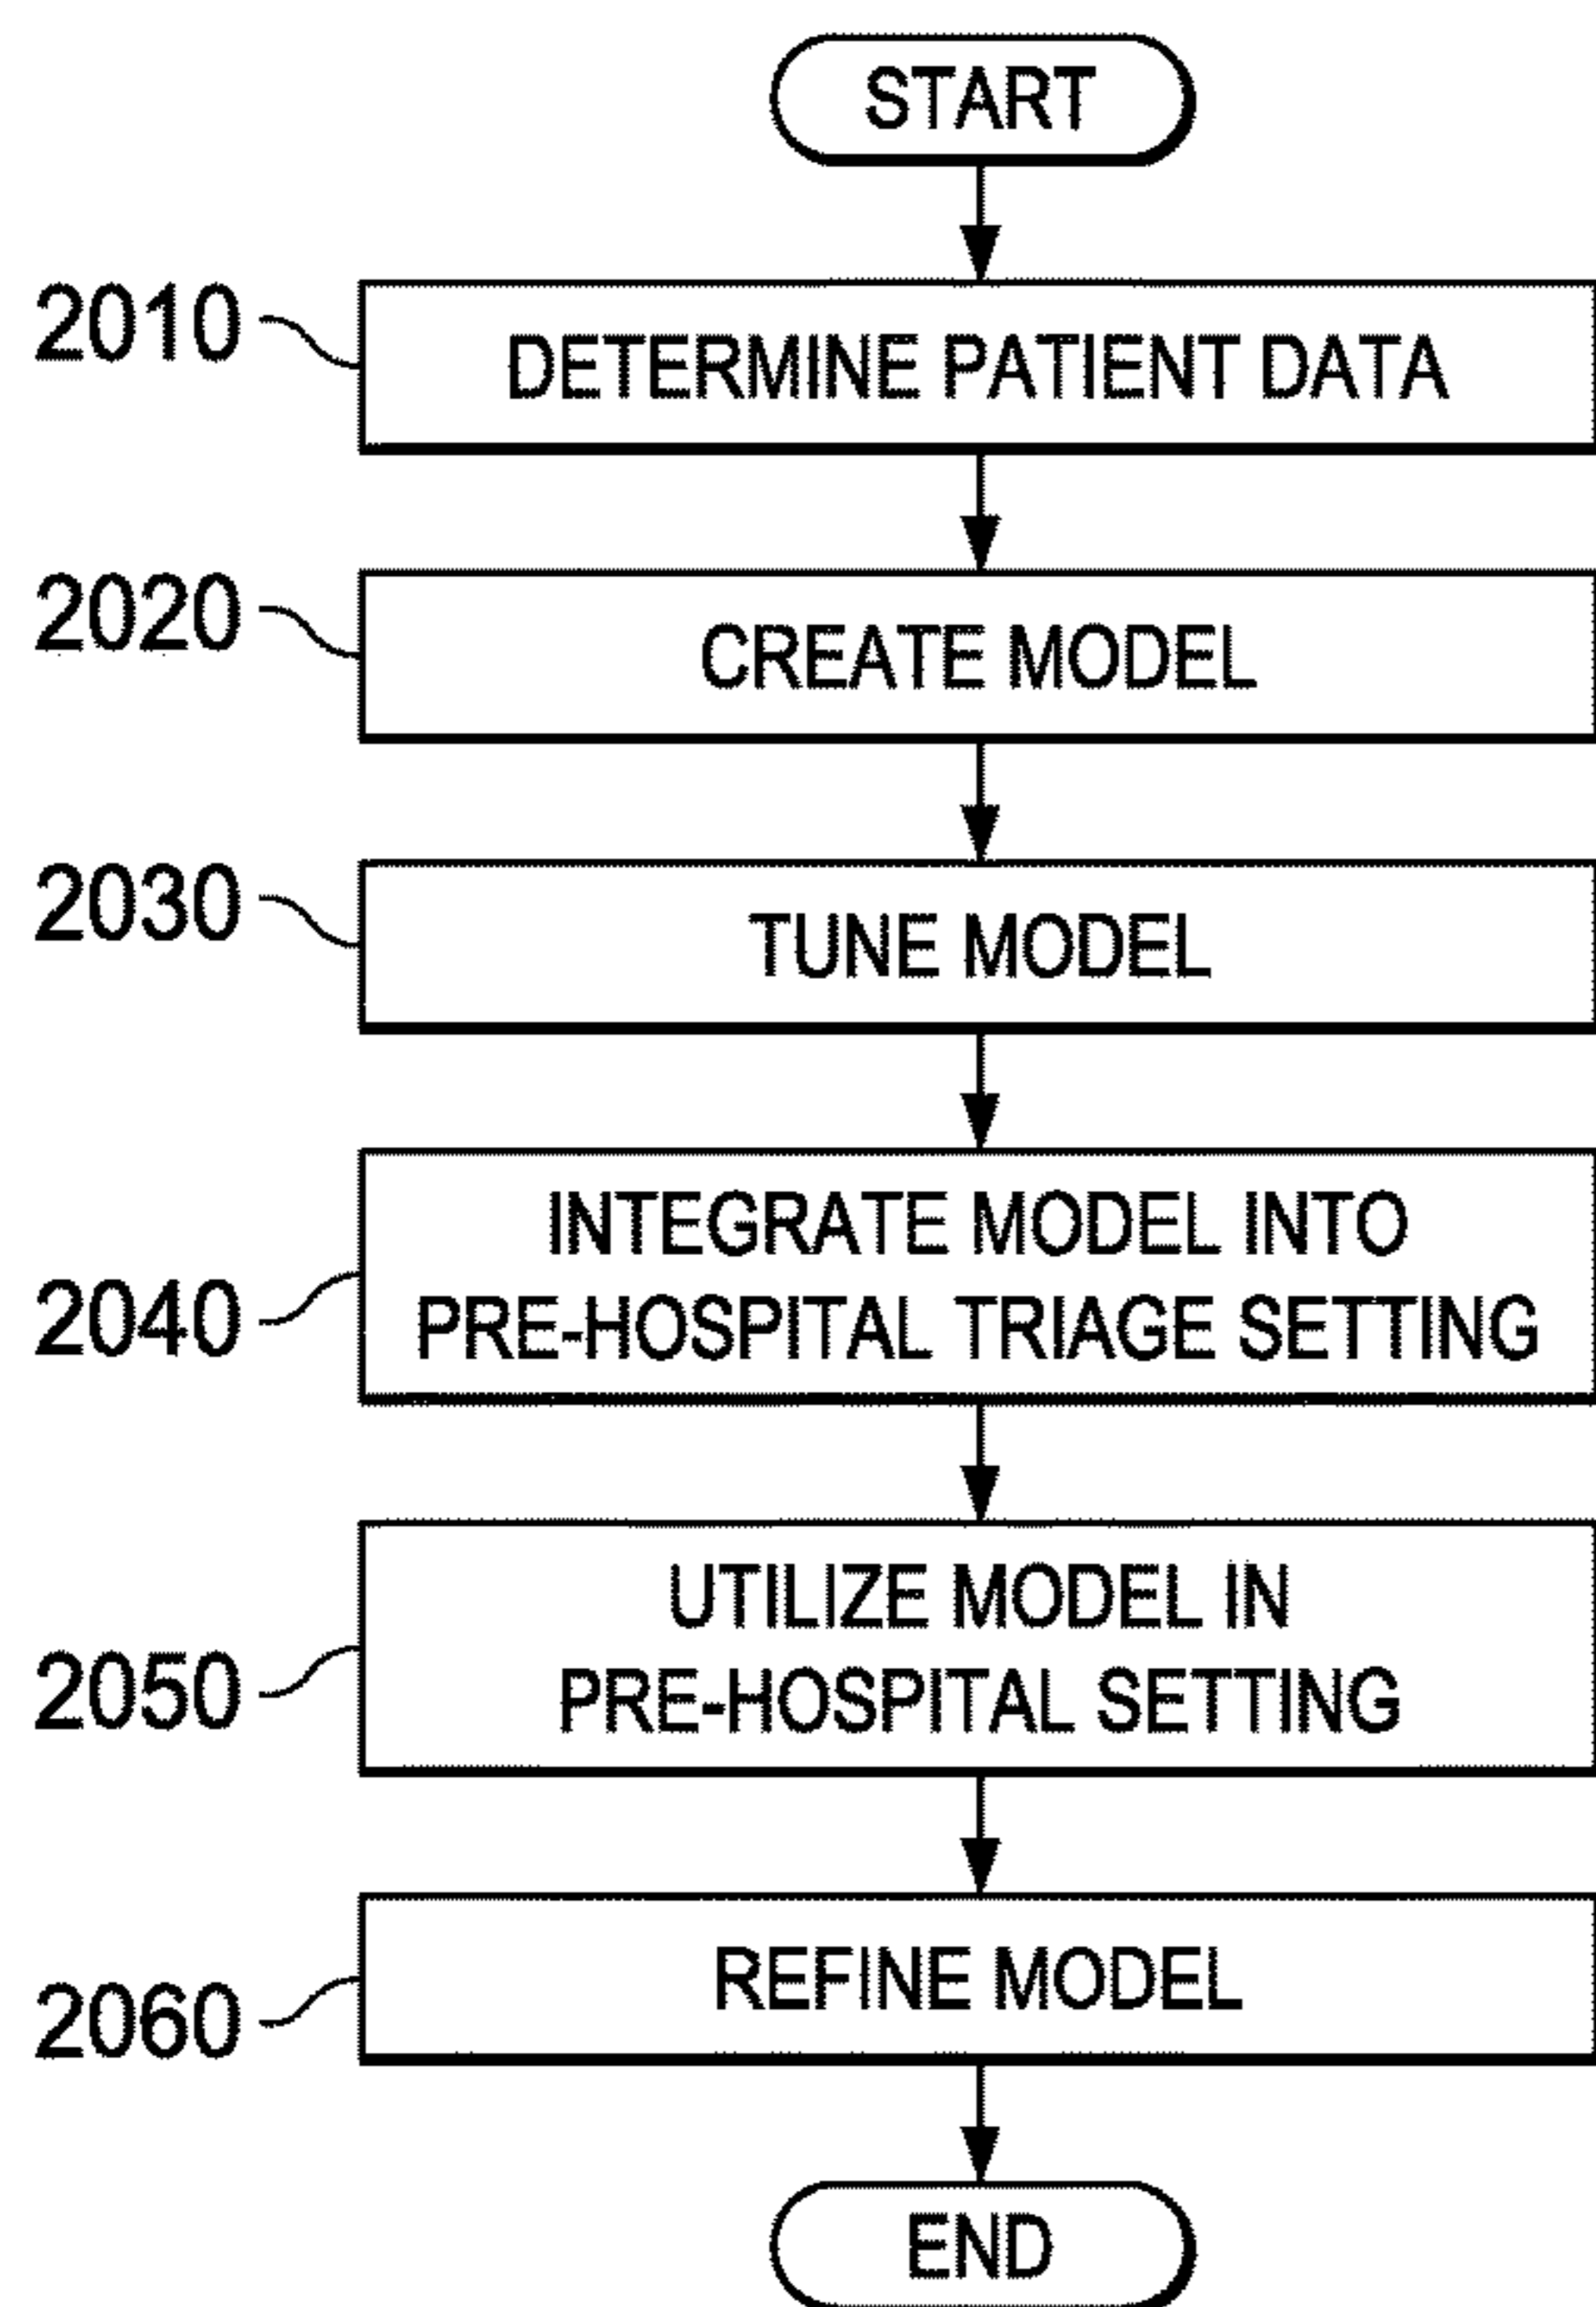 START
2010
DETERMINE PATIENT DATA
2020
CREATE MODEL
2030
TUNE MODEL
2040
INTEGRATE MODEL INTO
PRE-HOSPITAL TRIAGE SETTING
2050
UTILIZE MODEL IN
PRE-HOSPITAL SETTING
2060
REFINE MODEL
END